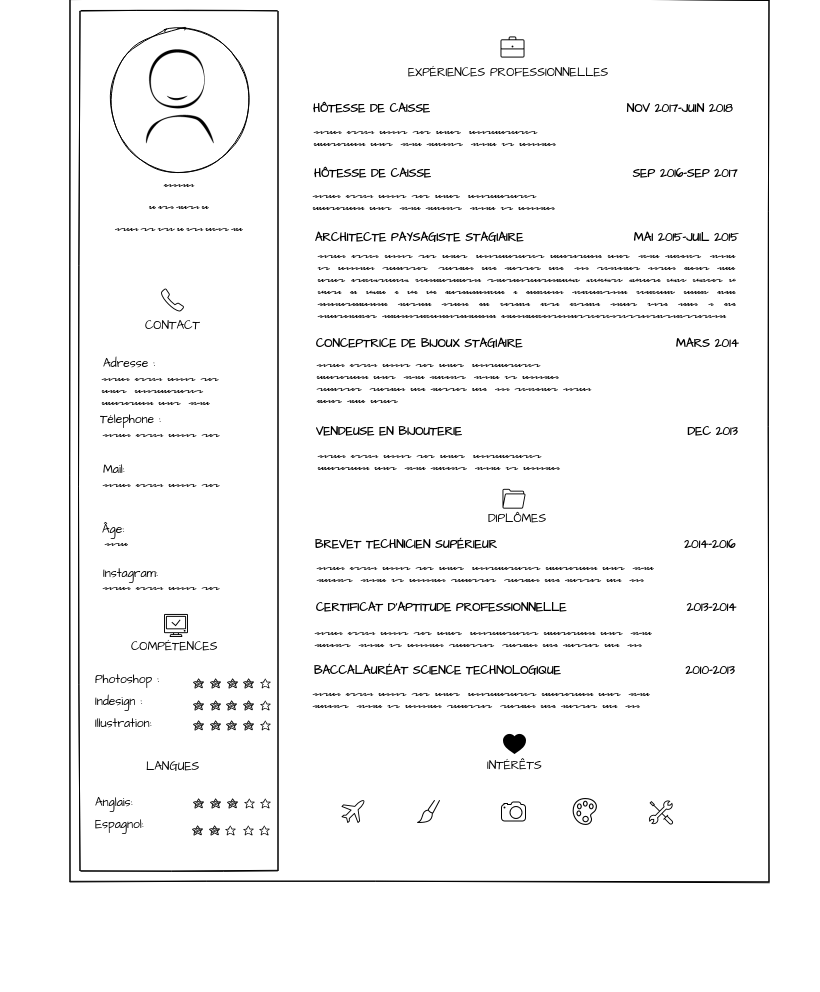 CONTACT
Adresse :
Télephone :
Mail:
Âge:
Instagram:
COMPÉTENCES
Photoshop :
Indesign :
Illustration:
LANGUES
Anglais:
Espagnol:
EXPÉRIENCES PROFESSIONNELLES
HÔTESSE DE CAISSE NOV 2017-JUIN 2018
HÔTESSE DE CAISSE SEP 2016-SEP 2017
ARCHITECTE PAYSAGISTE STAGIAIRE MAI 2015-JUIL 2015
CONCEPTRICE DE BIJOUX STAGIAIRE MARS 2014
VENDEUSE EN BIJOUTERIE DEC 2013
DIPLÔMES
BREVET TECHNICIEN SUPÉRIEUR 2014-2016
CERTIFICAT D'APTITUDE PROFESSIONNELLE 2013-2014
BACCALAURÉAT SCIENCE TECHNOLOGIQUE 2010-2013
INTÉRÊTS